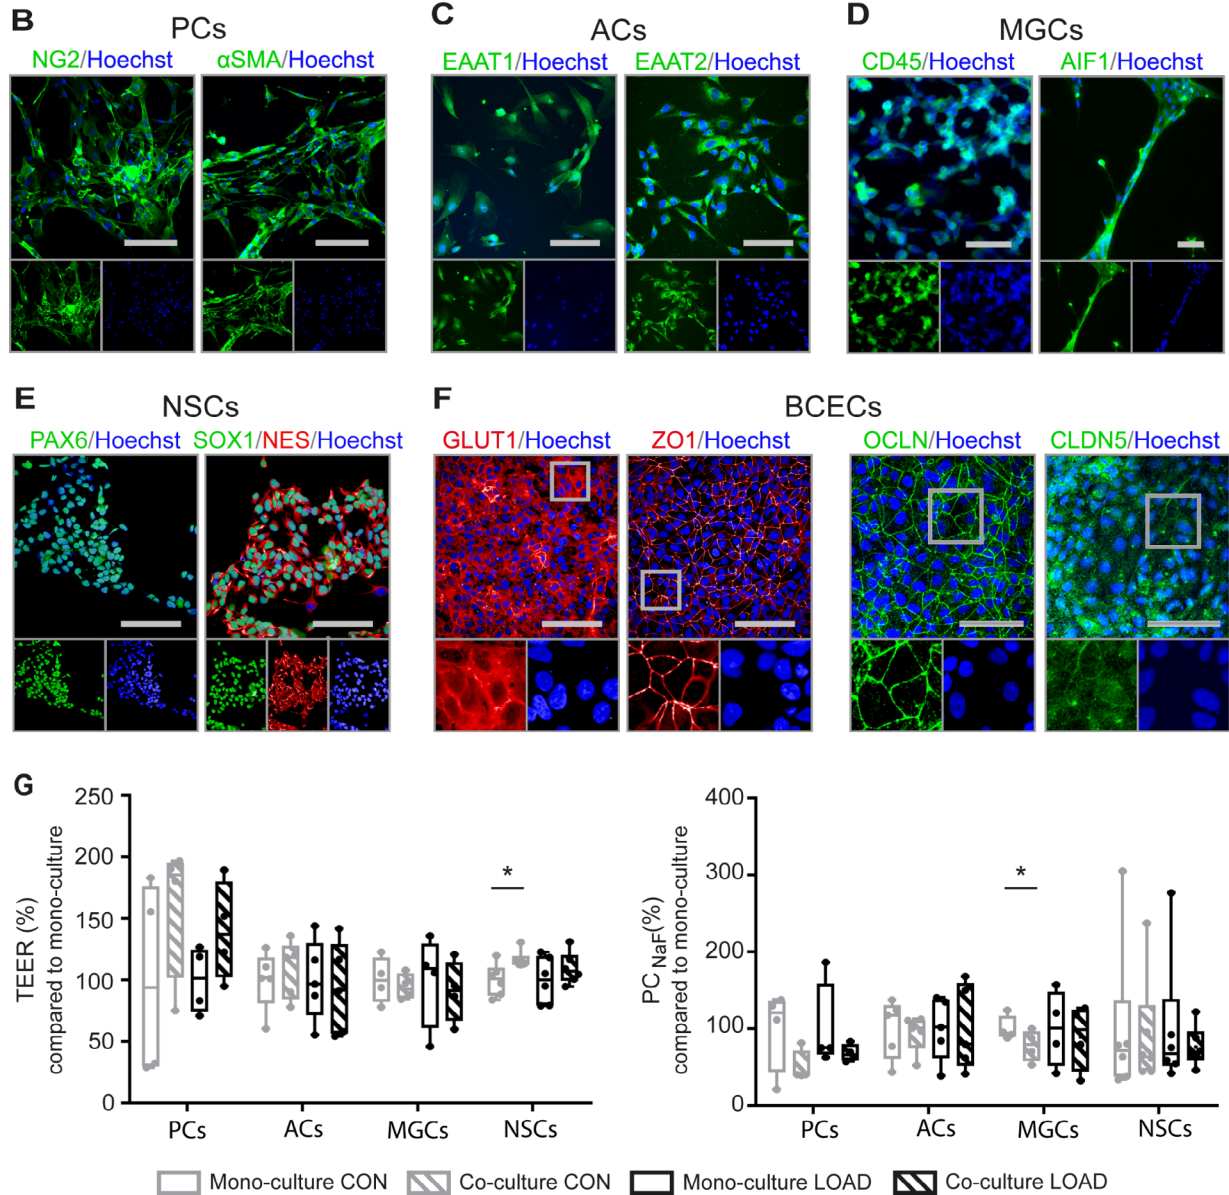 B PCs
NG2/Hoechst αSMA/Hoechst
C ACs
EAAT1/Hoechst EAAT2/Hoechst
D MGCs
CD45/Hoechst AIF1/Hoechst
E NSCs
PAX6/Hoechst SOX1/NES/Hoechst
F BCECs
GLUT1/Hoechst ZO1/Hoechst OCLN/Hoechst CLDN5/Hoechst
G
TEER (%)
compared to mono-culture
250
200
150
100
50
0
*
PCs ACs MGCs NSCs
PC NaF(%)
compared to mono-culture
400
300
200
100
0
*
PCs ACs MGCs NSCs
Mono-culture CON Co-culture CON Mono-culture LOAD Co-culture LOAD